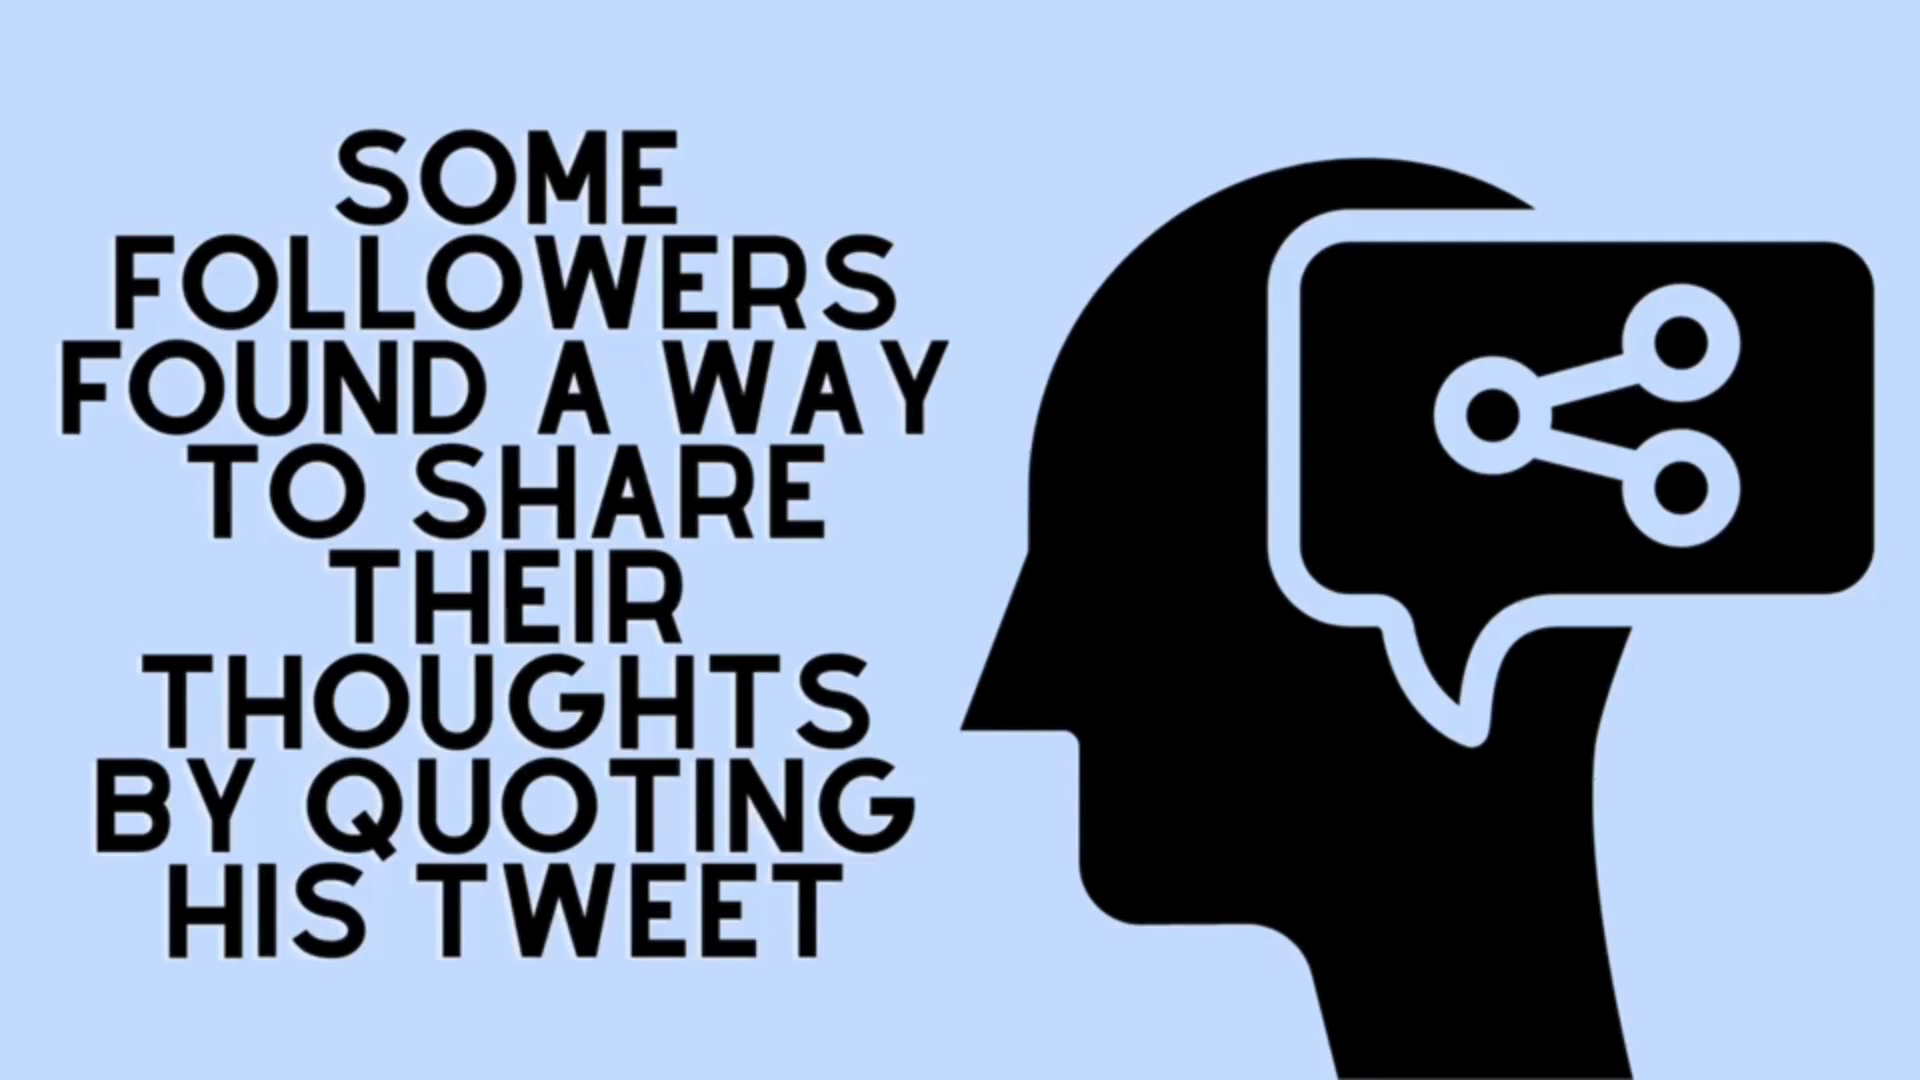 SOME
FOLLOWERS
FOUND A WAY
TO SHARE
THEIR
THOUGHTS
BY QUOTING
HIS TWEET